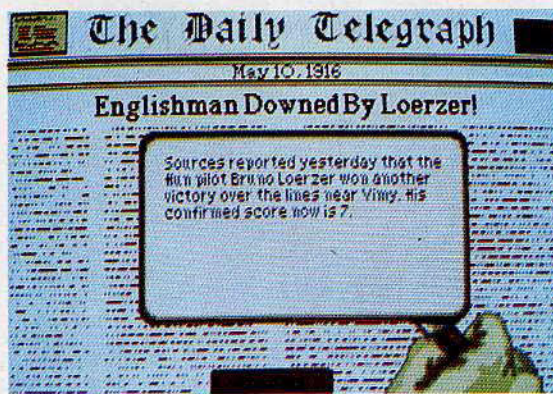 The Daily Telegraph
May 10, 1916
Englishman Downed By Loerzer!
Sources reported yesterday that the
Hun pilot Bruno Loerzer won another
victory over the lines near Vimy. His
confirmed score now is 7.